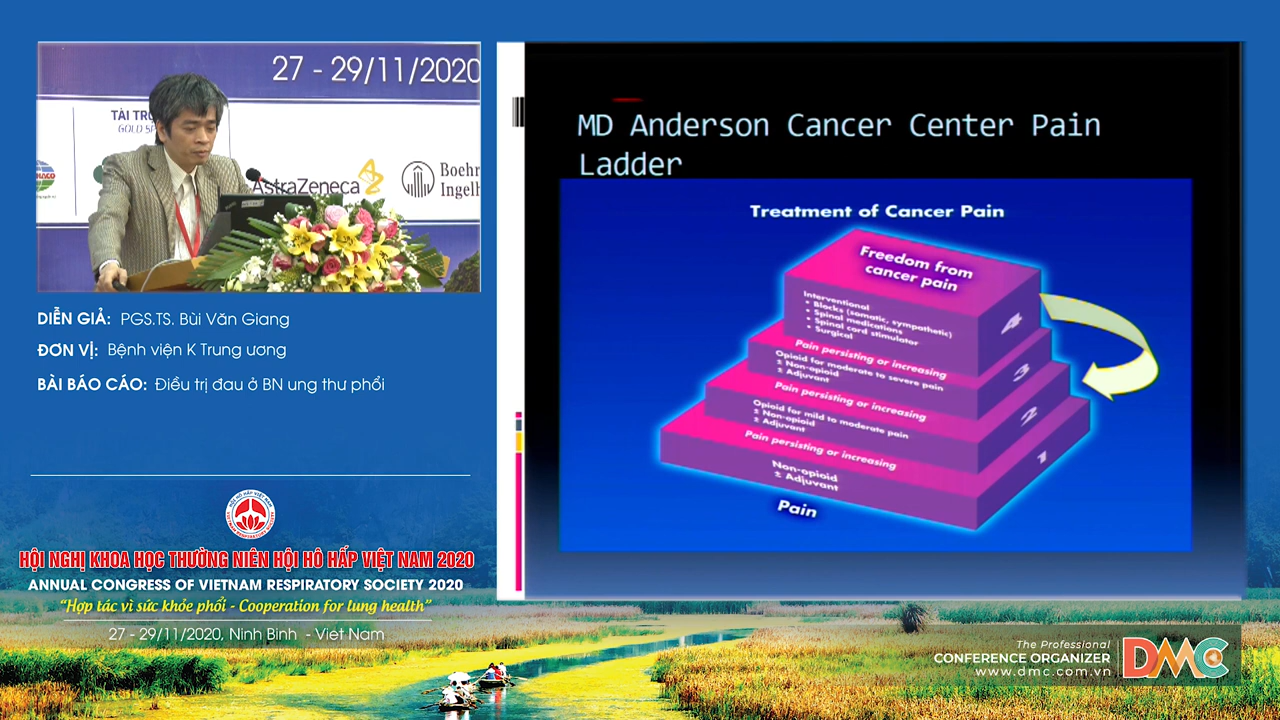 27 - 29/11/2020
TÀI TRỢ
AstraZeneca
Boehr
Ingelh
DIỄN GIẢ: PGS.TS. Bùi Văn Giang
ĐƠN VỊ: Bệnh viện K Trung ương
BÀI BÁO CÁO: Điều trị đau ở BN ung thư phổi
HỘI HÔ HẤP VIỆT NAM
HỘI NGHỊ KHOA HỌC THƯỜNG NIÊN HỘI HÔ HẤP VIỆT NAM 2020
ANNUAL CONGRESS OF VIETNAM RESPIRATORY SOCIETY 2020
“Hợp tác vì sức khỏe phổi - Cooperation for lung health”
27 - 29/11/2020, Ninh Binh - Viet Nam
MD Anderson Cancer Center Pain
Ladder
Treatment of Cancer Pain
Freedom from
cancer pain
Interventional
• Blocks (somatic, sympathetic)
• Spinal medications
• Spinal cord stimulator
• Surgical
4
Pain persisting or increasing
Opioid for moderate to severe pain
± Non-opioid
± Adjuvant
3
Pain persisting or increasing
Opioid for mild to moderate pain
± Non-opioid
± Adjuvant
2
Pain persisting or increasing
Non-opioid
± Adjuvant
1
Pain
The Professional
CONFERENCE ORGANIZER
www.dmc.com.vn
DMC